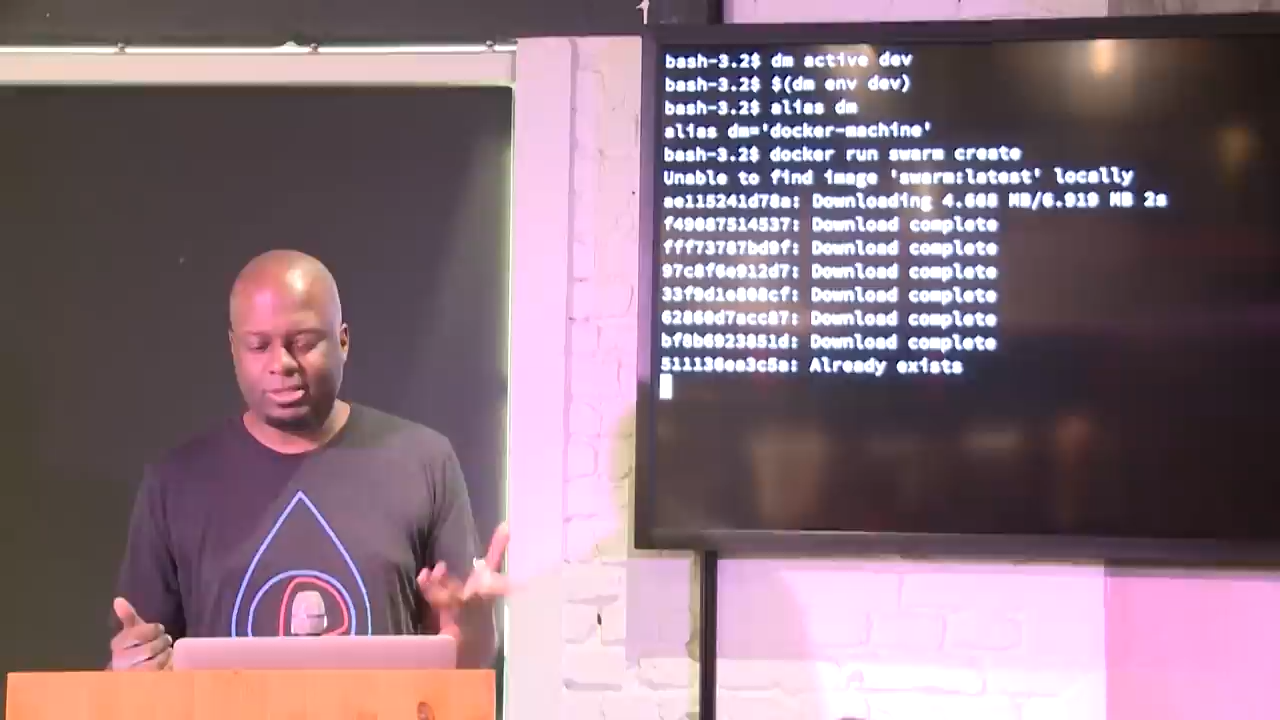 bash-3.2$ dm active dev
bash-3.2$ $(dm env dev)
bash-3.2$ alias dm
alias dm='docker-machine'
bash-3.2$ docker run swarm create
Unable to find image 'swarm:latest' locally
ae115241d78a: Downloading 4.668 MB/6.919 MB 2s
f49087514537: Download complete
fff73787bd9f: Download complete
97c8f6e912d7: Download complete
33f9d1e808cf: Download complete
62860d7acc87: Download complete
bf8b6923851d: Download complete
511136ea3c5a: Already exists